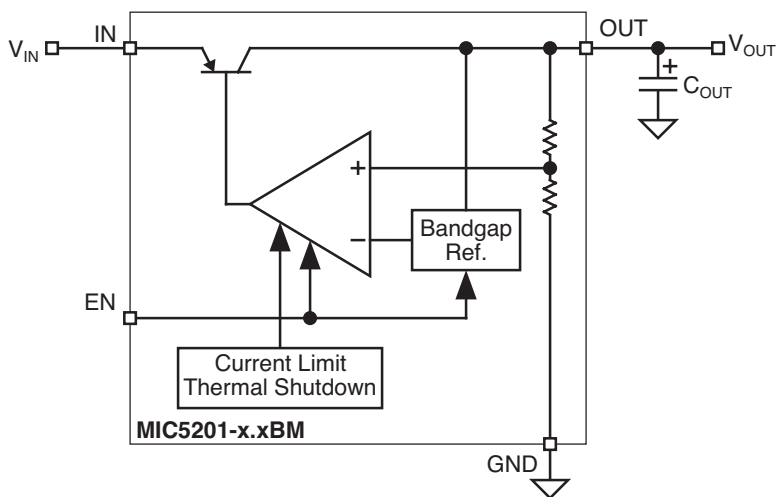 IN
OUT
V_IN
V_OUT
+
C_OUT
+
−
Bandgap
Ref.
EN
Current Limit
Thermal Shutdown
MIC5201-x.xBM
GND